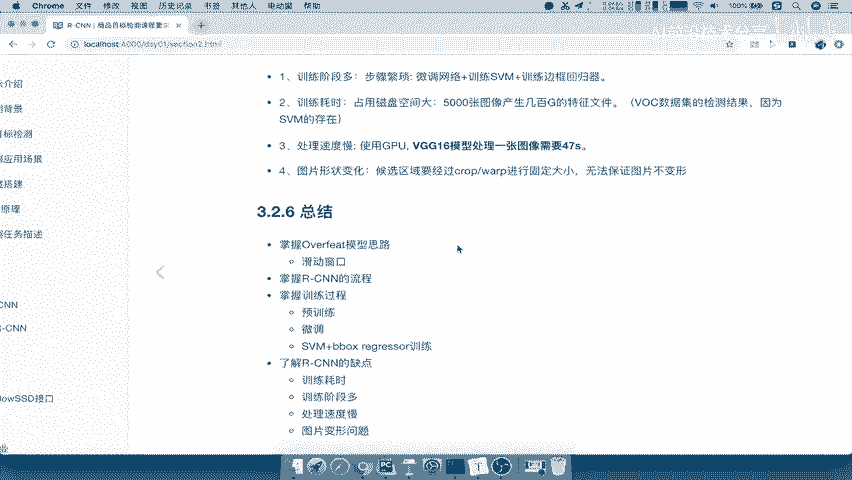 Chrome 文件 修改 视图 历史记录 书签 其他人 电动窗 帮助
100%
R-CNN | 商品目标检测课程
localhost:4000/day01/section2.html
标介绍
背景
目标检测
应用场景
搭建
原理
任务描述
CNN
R-CNN
owSSD接口
1、训练阶段多：步骤繁琐: 微调网络+训练SVM+训练边框回归器。
2、训练耗时：占用磁盘空间大：5000张图像产生几百G的特征文件。（VOC数据集的检测结果，因为
SVM的存在）
3、处理速度慢: 使用GPU, VGG16模型处理一张图像需要47s。
4、图片形状变化：候选区域要经过crop/warp进行固定大小，无法保证图片不变形
3.2.6 总结
掌握Overfeat模型思路
滑动窗口
掌握R-CNN的流程
掌握训练过程
预训练
微调
SVM+bbox regressor训练
了解R-CNN的缺点
训练耗时
训练阶段多
处理速度慢
图片变形问题